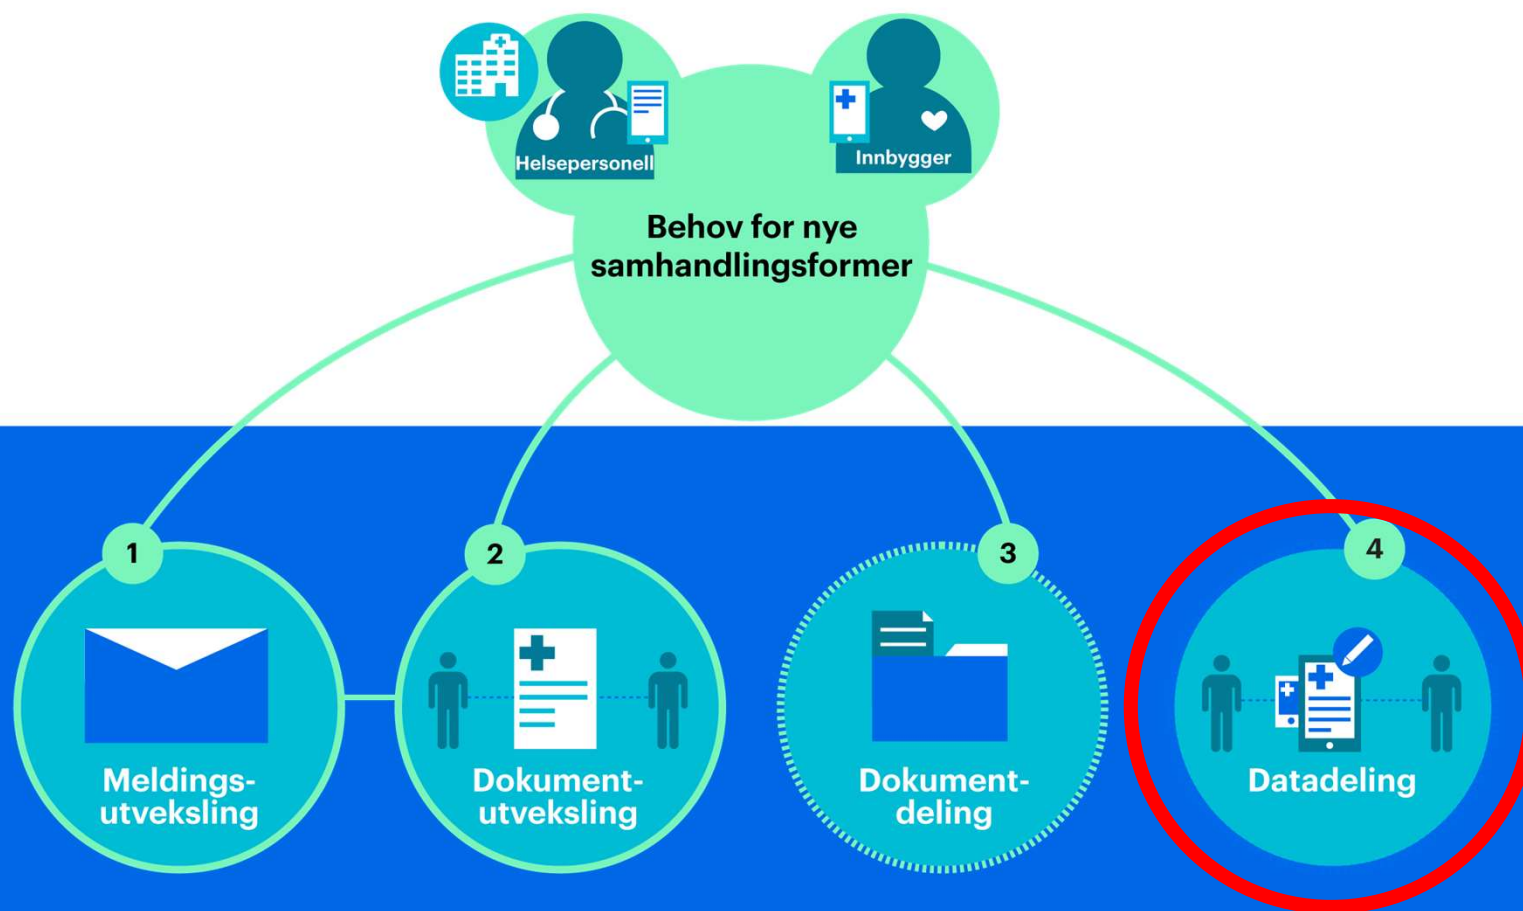 Helsepersonell
Innbygger
Behov for nye
samhandlingsformer
1
2
3
4
Meldings-
utveksling
Dokument-
utveksling
Dokument-
deling
Datadeling